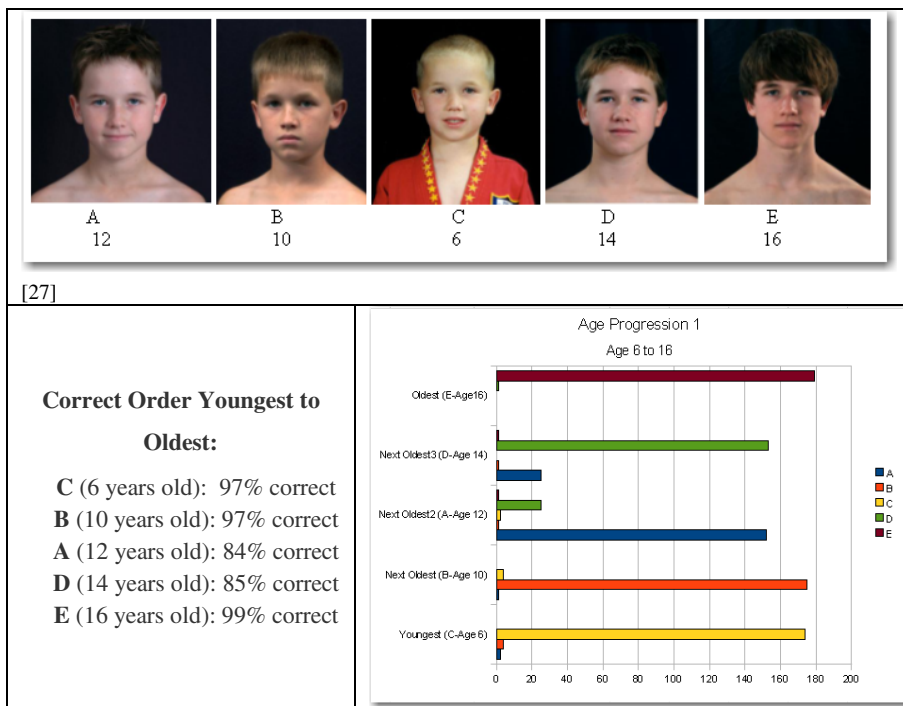 A B C D E
12 10 6 14 16
[27]
Correct Order Youngest to
Oldest:
C (6 years old): 97% correct
B (10 years old): 97% correct
A (12 years old): 84% correct
D (14 years old): 85% correct
E (16 years old): 99% correct
Age Progression 1
Age 6 to 16
Oldest (E-Age16)
Next Oldest3 (D-Age 14)
Next Oldest2 (A-Age 12)
Next Oldest (B-Age 10)
Youngest (C-Age 6)
0 20 40 60 80 100 120 140 160 180 200
A
B
C
D
E